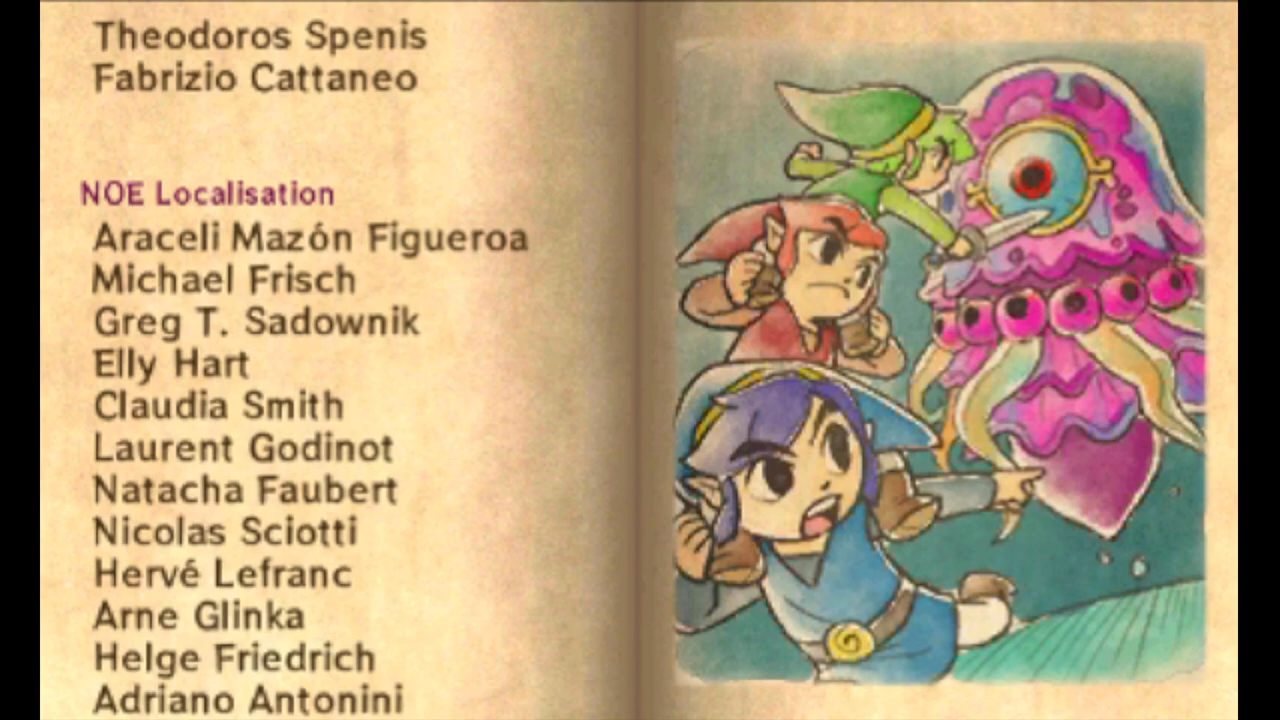 Theodoros Spenis
Fabrizio Cattaneo
NOE Localisation
Araceli Mazón Figueroa
Michael Frisch
Greg T. Sadownik
Elly Hart
Claudia Smith
Laurent Godinot
Natacha Faubert
Nicolas Sciotti
Hervé Lefranc
Arne Glinka
Helge Friedrich
Adriano Antonini